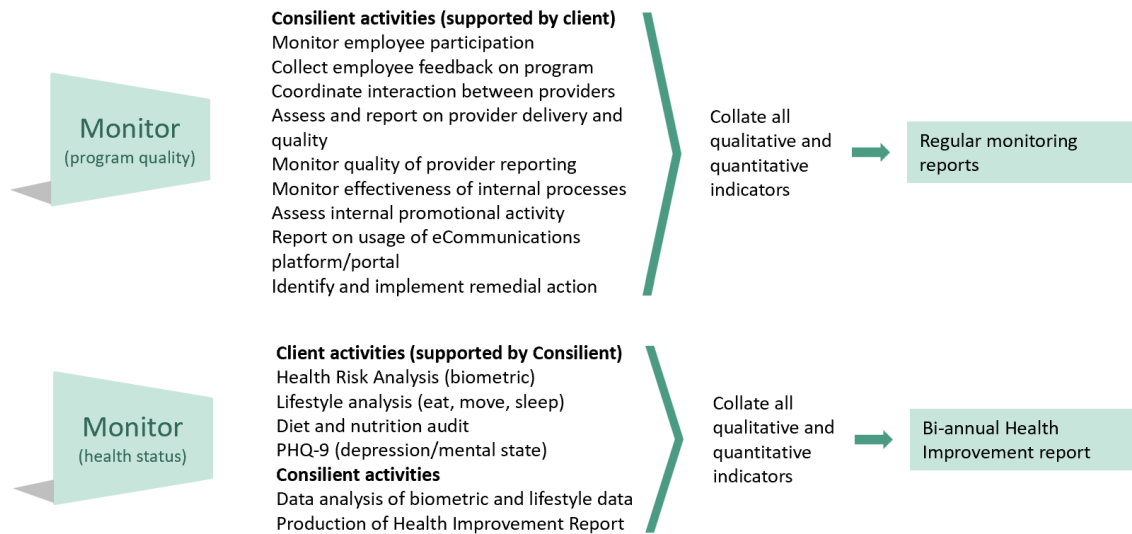 Monitor
(program quality)
Consilient activities (supported by client)
Monitor employee participation
Collect employee feedback on program
Coordinate interaction between providers
Assess and report on provider delivery and
quality
Monitor quality of provider reporting
Monitor effectiveness of internal processes
Assess internal promotional activity
Report on usage of eCommunications
platform/portal
Identify and implement remedial action
Collate all
qualitative and
quantitative
indicators
Regular monitoring
reports
Monitor
(health status)
Client activities (supported by Consilient)
Health Risk Analysis (biometric)
Lifestyle analysis (eat, move, sleep)
Diet and nutrition audit
PHQ-9 (depression/mental state)
Consilient activities
Data analysis of biometric and lifestyle data
Production of Health Improvement Report
Collate all
qualitative and
quantitative
indicators
Bi-annual Health
Improvement report